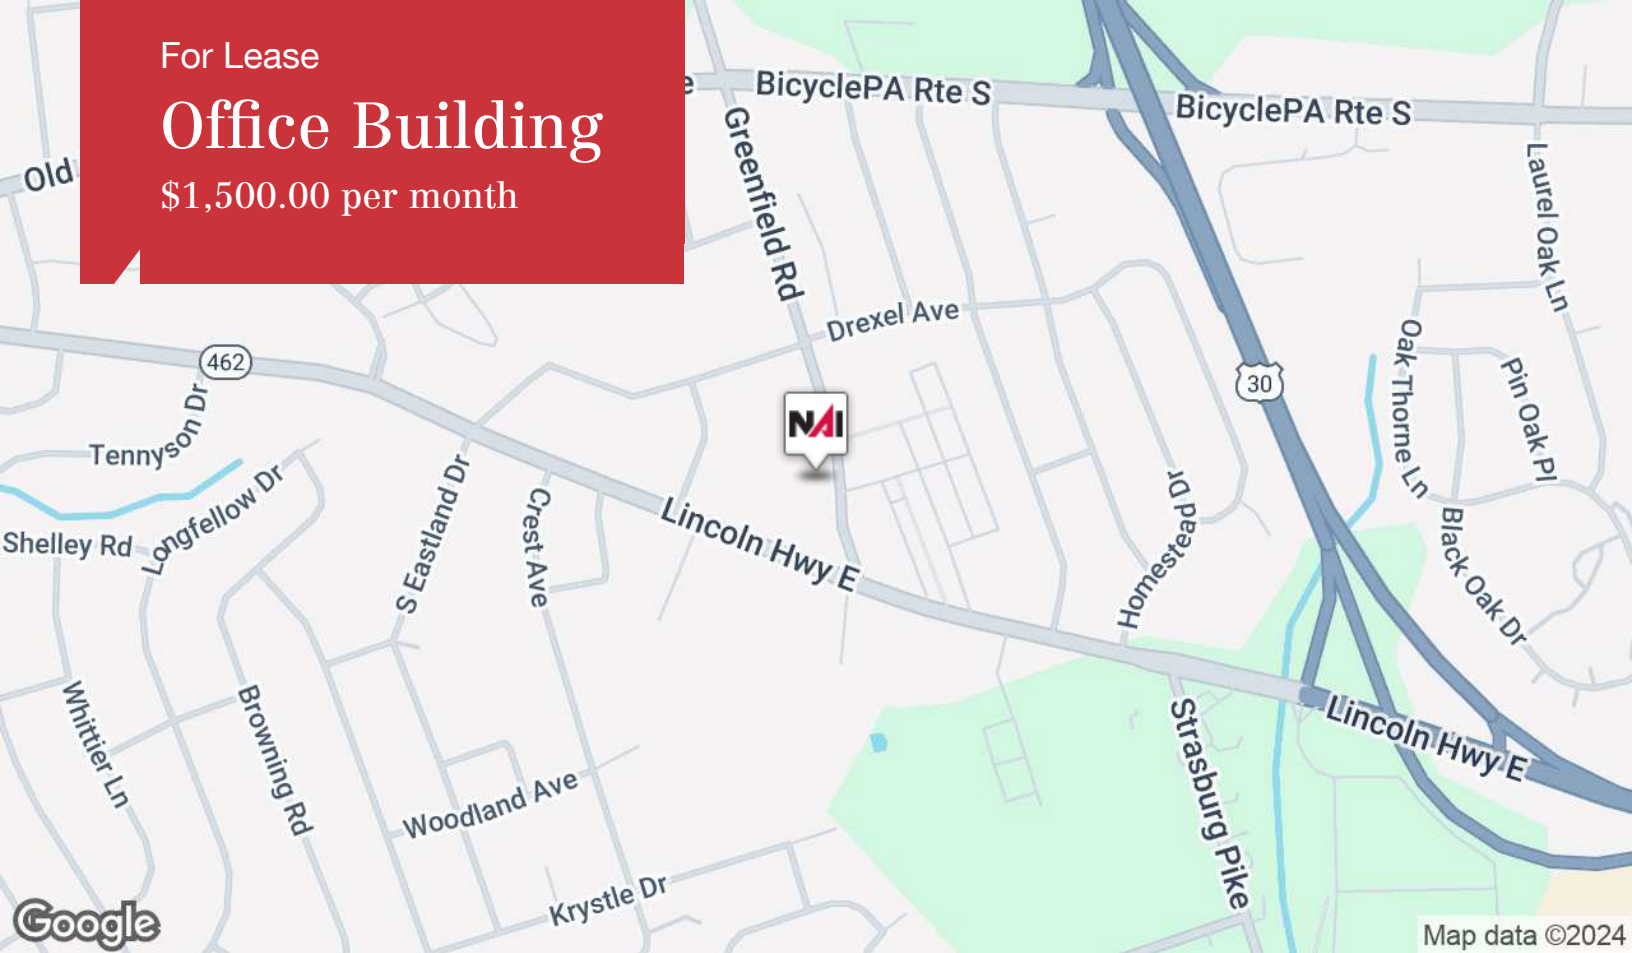 For Lease
Office Building
$1,500.00 per month
BicyclePA Rte S
BicyclePA Rte S
Old
Greenfield Rd
Laurel Oak Ln
Drexel Ave
462
30
Tennyson Dr
Oak Thorne Ln
Pin Oak Pl
NAI
Longfellow Dr
Shelley Rd
S Eastland Dr
Crest Ave
Lincoln Hwy E
Homestead Dr
Black Oak Dr
Whittier Ln
Browning Rd
Strasburg Pike
Lincoln Hwy E
Woodland Ave
Krystle Dr
Google
Map data ©2024